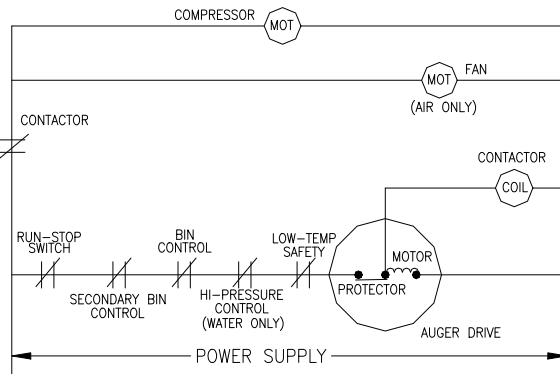 COMPRESSOR
MOT
MOT
FAN
(AIR ONLY)
CONTACTOR
CONTACTOR
COIL
RUN-STOP
SWITCH
SECONDARY BIN
CONTROL
BIN
CONTROL
HI-PRESSURE
CONTROL
(WATER ONLY)
LOW-TEMP
SAFETY
MOTOR
PROTECTOR
AUGER DRIVE
POWER SUPPLY